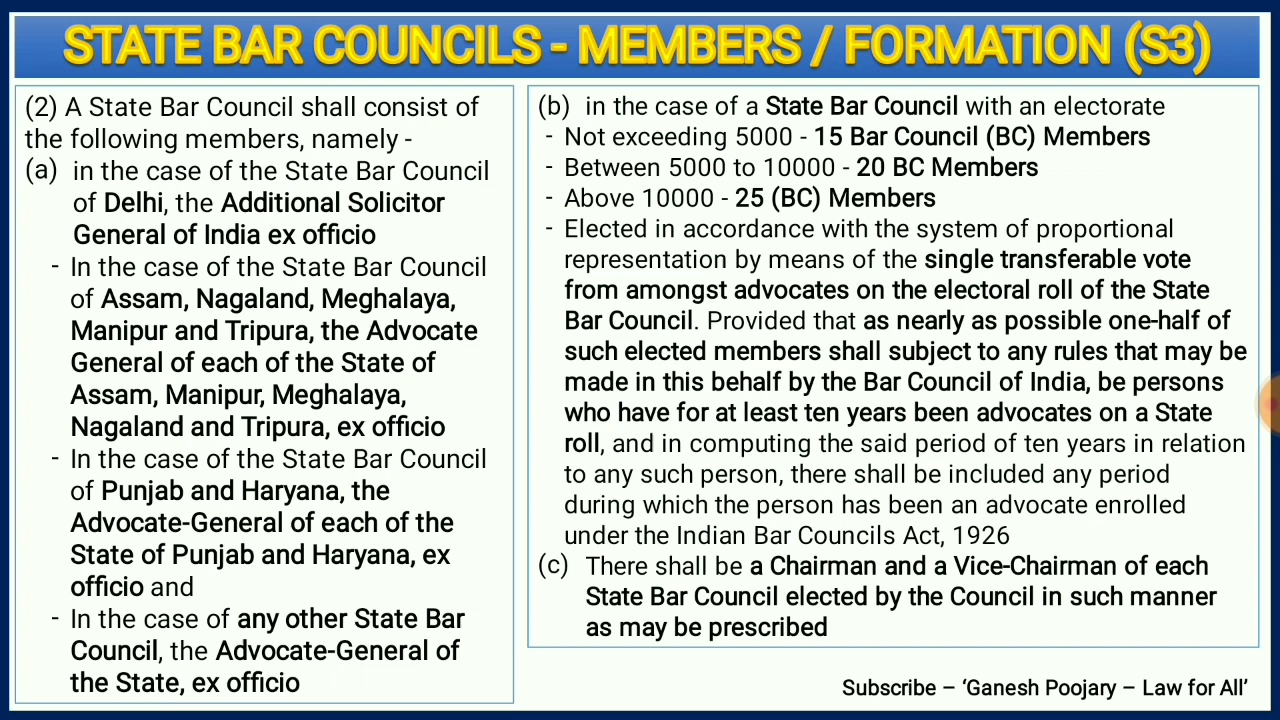 STATE BAR COUNCILS - MEMBERS / FORMATION (S3)
(2) A State Bar Council shall consist of
the following members, namely -
(a) in the case of the State Bar Council
of Delhi, the Additional Solicitor
General of India ex officio
- In the case of the State Bar Council
of Assam, Nagaland, Meghalaya,
Manipur and Tripura, the Advocate
General of each of the State of
Assam, Manipur, Meghalaya,
Nagaland and Tripura, ex officio
- In the case of the State Bar Council
of Punjab and Haryana, the
Advocate-General of each of the
State of Punjab and Haryana, ex
officio and
- In the case of any other State Bar
Council, the Advocate-General of
the State, ex officio
(b) in the case of a State Bar Council with an electorate
- Not exceeding 5000 - 15 Bar Council (BC) Members
- Between 5000 to 10000 - 20 BC Members
- Above 10000 - 25 (BC) Members
- Elected in accordance with the system of proportional
representation by means of the single transferable vote
from amongst advocates on the electoral roll of the State
Bar Council. Provided that as nearly as possible one-half of
such elected members shall subject to any rules that may be
made in this behalf by the Bar Council of India, be persons
who have for at least ten years been advocates on a State
roll, and in computing the said period of ten years in relation
to any such person, there shall be included any period
during which the person has been an advocate enrolled
under the Indian Bar Councils Act, 1926
(c) There shall be a Chairman and a Vice-Chairman of each
State Bar Council elected by the Council in such manner
as may be prescribed
Subscribe – ‘Ganesh Poojary – Law for All’